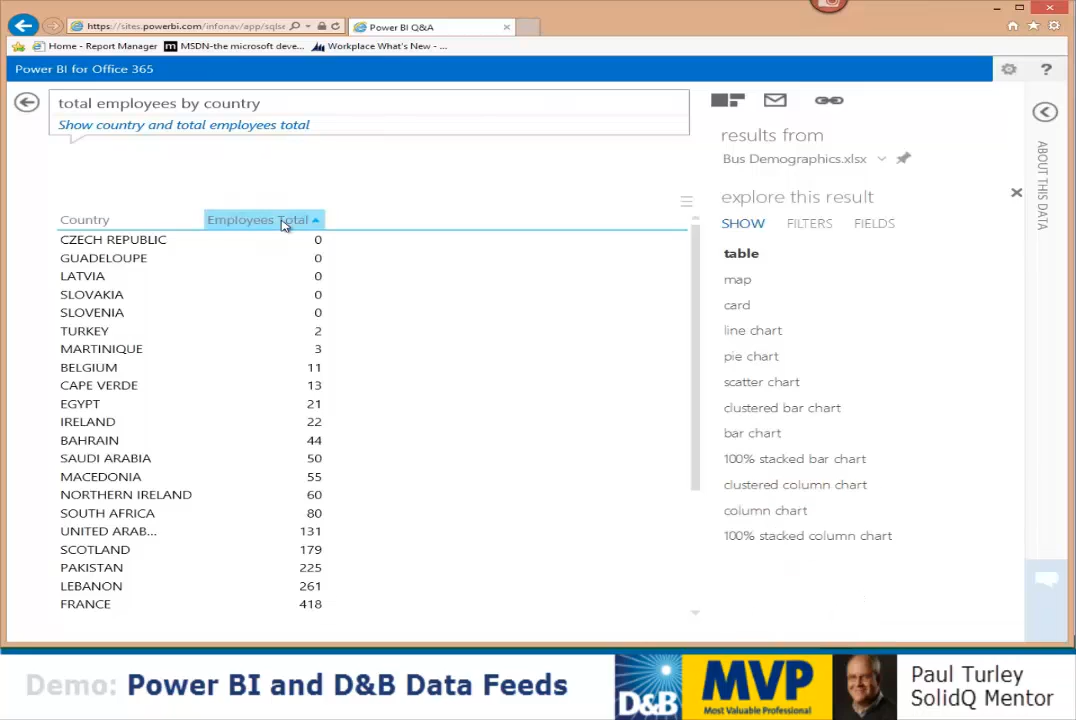 https://sites.powerbi.com/infonav/app/sqlse
Power BI Q&A
Home - Report Manager
MSDN-the microsoft deve...
Workplace What's New - ...
Power BI for Office 365
?
total employees by country
Show country and total employees total
results from
Bus Demographics.xlsx
explore this result
SHOW FILTERS FIELDS
table
map
card
line chart
pie chart
scatter chart
clustered bar chart
bar chart
100% stacked bar chart
clustered column chart
column chart
100% stacked column chart
ABOUT THIS DATA
Country Employees Total
CZECH REPUBLIC 0
GUADELOUPE 0
LATVIA 0
SLOVAKIA 0
SLOVENIA 0
TURKEY 2
MARTINIQUE 3
BELGIUM 11
CAPE VERDE 13
EGYPT 21
IRELAND 22
BAHRAIN 44
SAUDI ARABIA 50
MACEDONIA 55
NORTHERN IRELAND 60
SOUTH AFRICA 80
UNITED ARAB... 131
SCOTLAND 179
PAKISTAN 225
LEBANON 261
FRANCE 418
Demo: Power BI and D&B Data Feeds
D&B
MVP
Most Valuable Professional
Paul Turley
SolidQ Mentor